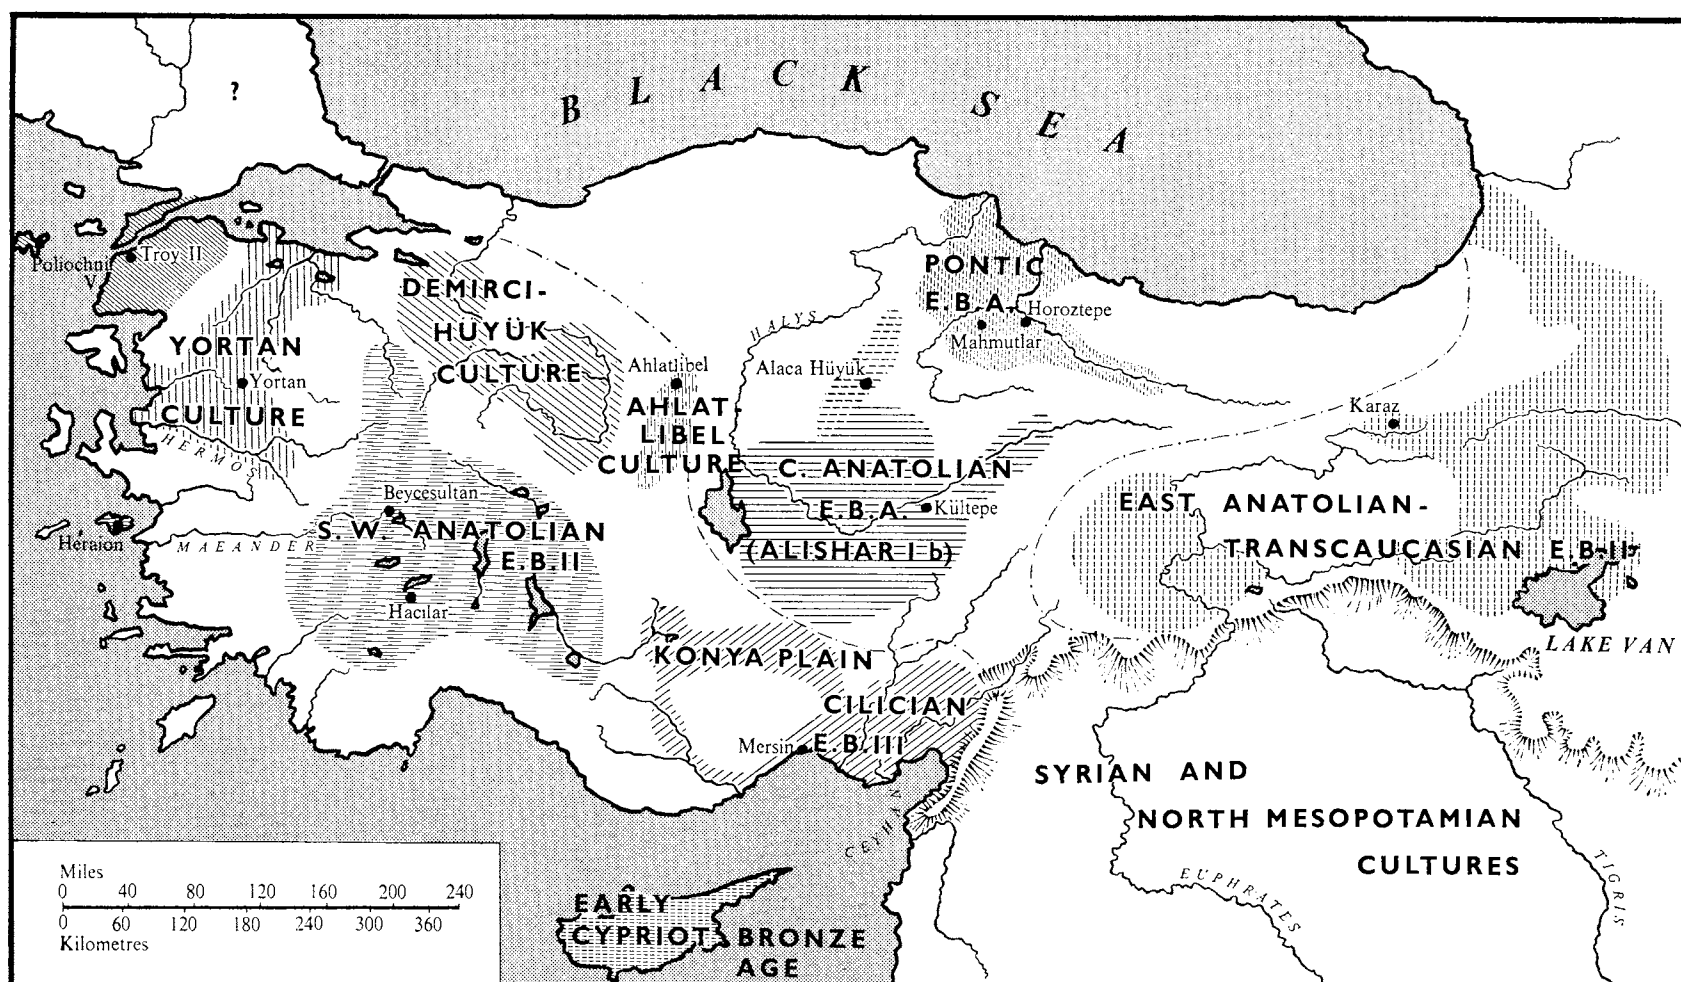 BLACK SEA
?
Poliochni
V
Troy II
DEMIRCI-
HÜYÜK
CULTURE
PONTIC
E.B.A.
Horoztepe
Mahmutlar
HALYS
YORTAN
Yortan
CULTURE
Ahlatlıbel
Alaca Hüyük
AHLAT-
LIBEL
CULTURE
Karaz
HERMOS
C. ANATOLIAN
E.B.A.
Kültepe
(ALISHAR I b)
Beycesultan
S. W. ANATOLIAN
E.B.II
EAST ANATOLIAN-
TRANSCAUCASIAN E.B.II
Heraion
MAEANDER
Hacılar
LAKE VAN
KONYA PLAIN
CILICIAN
Mersin
E.B.III
SYRIAN AND
NORTH MESOPOTAMIAN
CULTURES
CEYHAN
EUPHRATES
TIGRIS
Miles
0 40 80 120 160 200 240
0 60 120 180 240 300 360
Kilometres
EARLY
CYPRIOT BRONZE
AGE